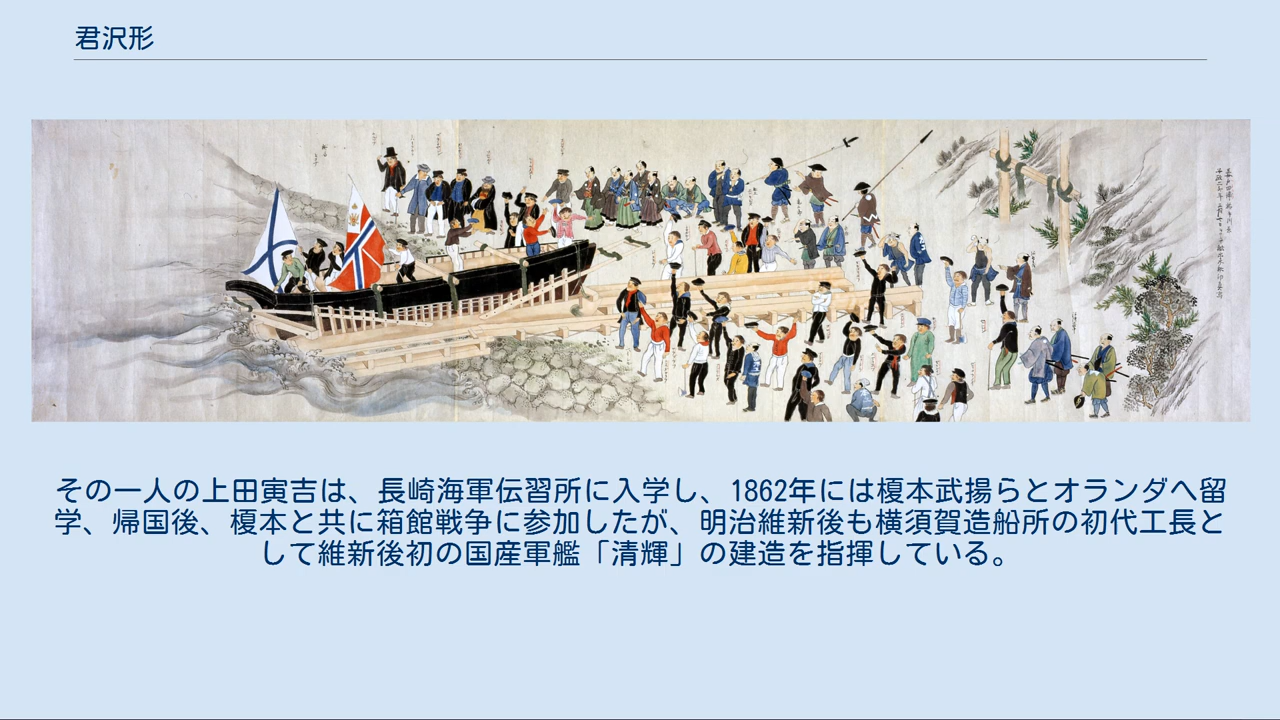 君沢形
その一人の上田寅吉は、長崎海軍伝習所に入学し、1862年には榎本武揚らとオランダへ留
学、帰国後、榎本と共に箱館戦争に参加したが、明治維新後も横須賀造船所の初代工長と
して維新後初の国産軍艦「清輝」の建造を指揮している。